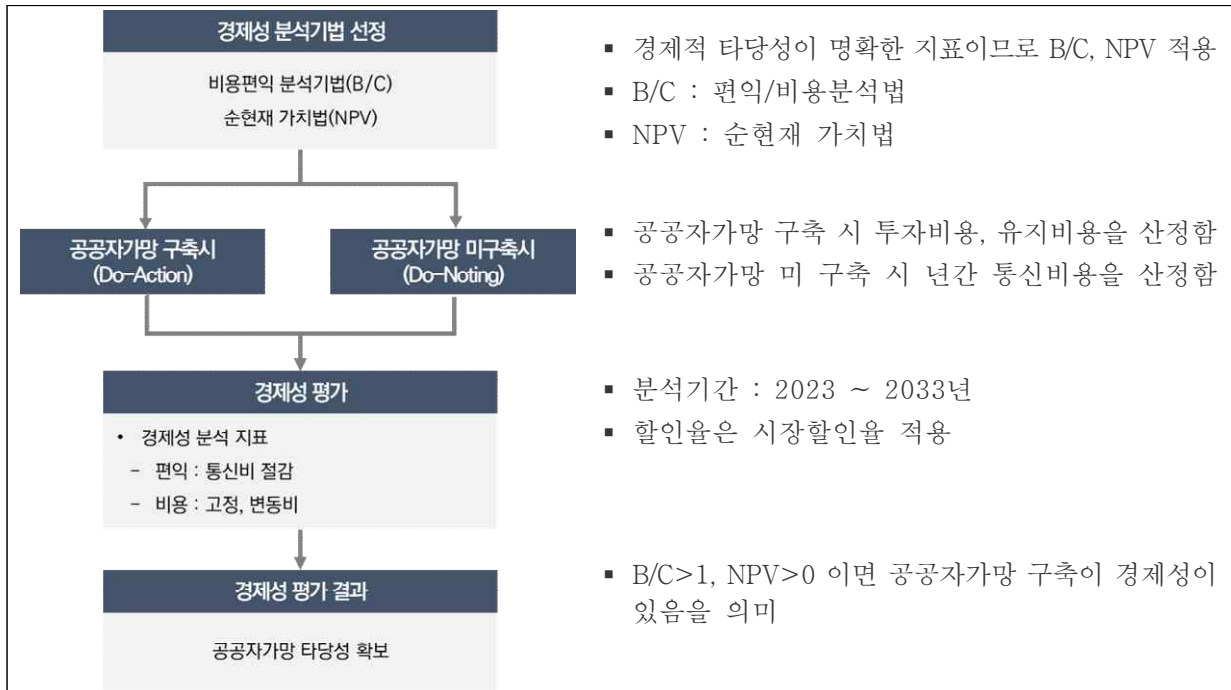 경제성 분석기법 선정
비용편익 분석기법(B/C)
순현재 가치법(NPV)
▪ 경제적 타당성이 명확한 지표이므로 B/C, NPV 적용
▪ B/C : 편익/비용분석법
▪ NPV : 순현재 가치법
공공자가망 구축시
(Do-Action)
공공자가망 미구축시
(Do-Noting)
▪ 공공자가망 구축 시 투자비용, 유지비용을 산정함
▪ 공공자가망 미 구축 시 년간 통신비용을 산정함
경제성 평가
• 경제성 분석 지표
- 편익 : 통신비 절감
- 비용 : 고정, 변동비
▪ 분석기간 : 2023 ~ 2033년
▪ 할인율은 시장할인율 적용
경제성 평가 결과
공공자가망 타당성 확보
▪ B/C>1, NPV>0 이면 공공자가망 구축이 경제성이
있음을 의미